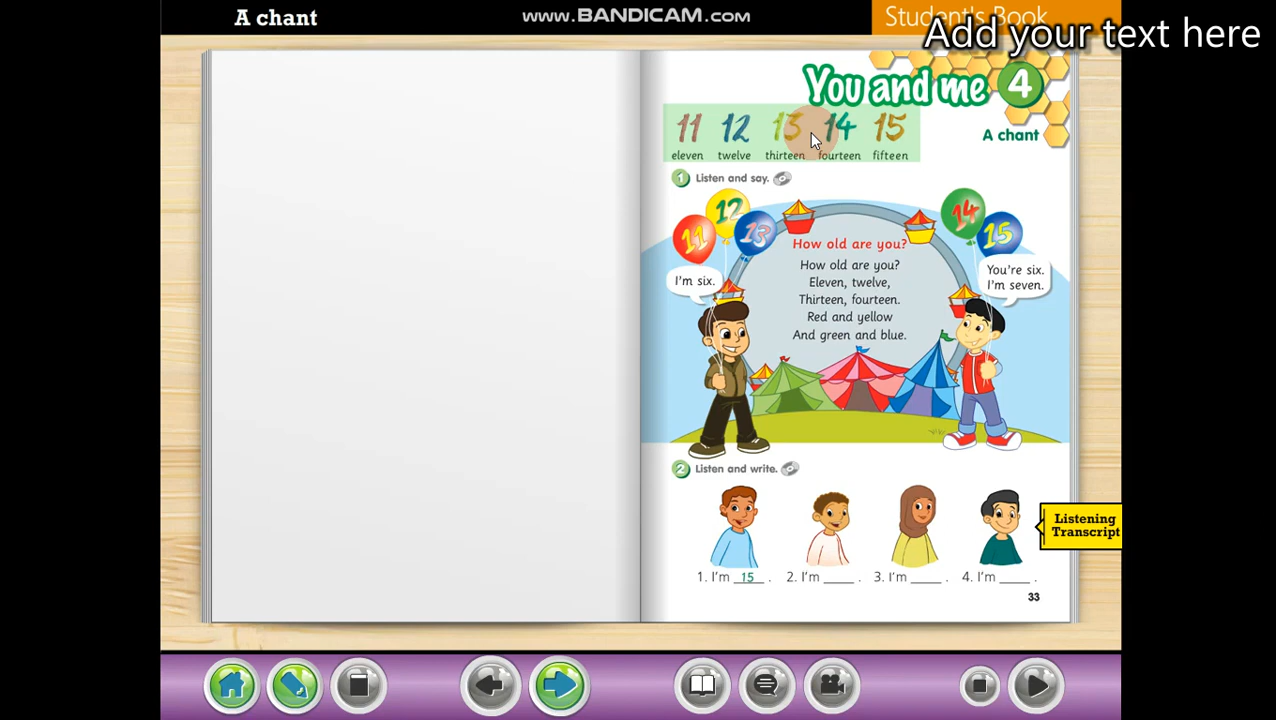 A chant
www.BANDICAM.com
Student's Book
Add your text here
You and me 4
11 12 13 14 15
eleven twelve thirteen fourteen fifteen
A chant
1 Listen and say.
11 12 13
14 15
How old are you?
How old are you?
Eleven, twelve,
Thirteen, fourteen.
Red and yellow
And green and blue.
I'm six.
You're six.
I'm seven.
2 Listen and write.
1. I'm 15 . 2. I'm ____ . 3. I'm ____ . 4. I'm ____ .
Listening
Transcript
33